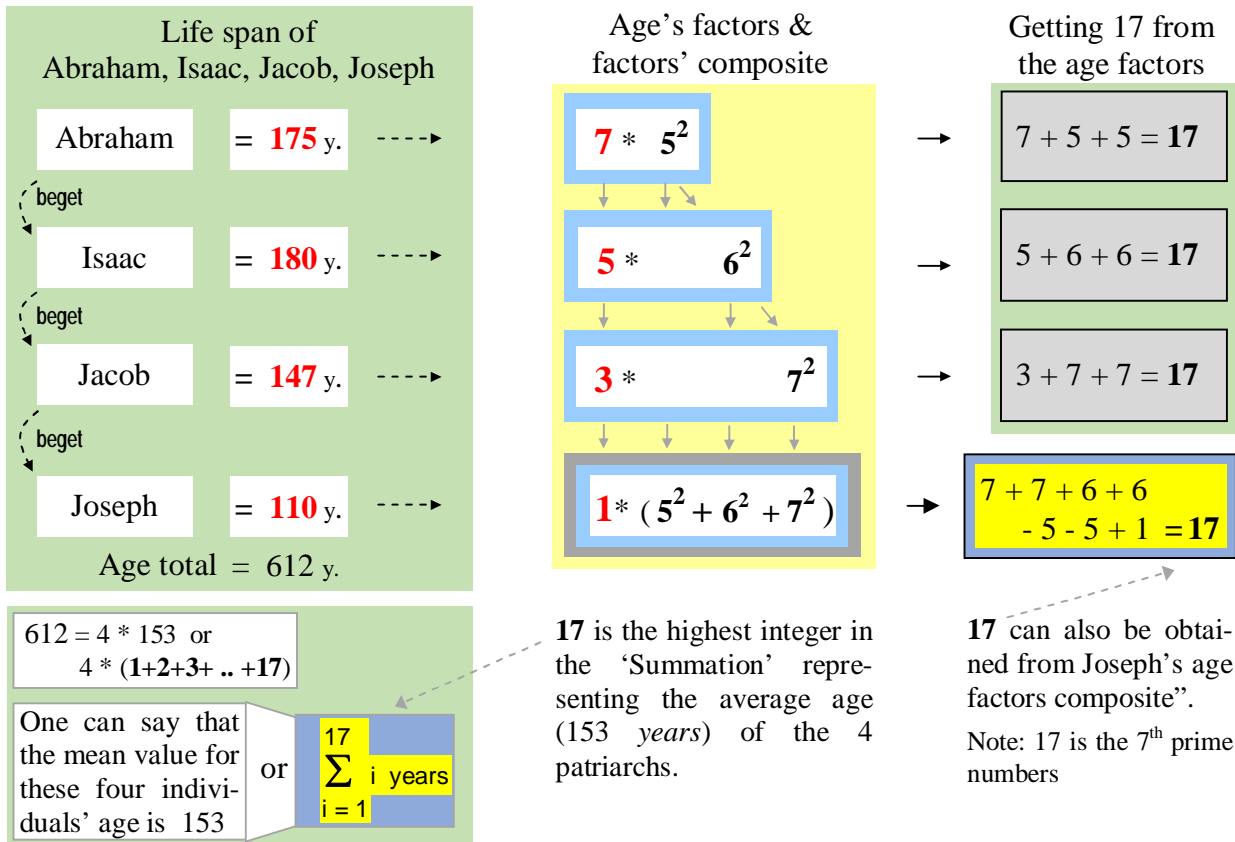 Life span of
Abraham, Isaac, Jacob, Joseph
Abraham = 175 y.
beget
Isaac = 180 y.
beget
Jacob = 147 y.
beget
Joseph = 110 y.
Age total = 612 y.
612 = 4 * 153 or
4 * (1+2+3+ .. +17)
One can say that
the mean value for
these four indivi-
duals' age is 153
or
17
Σ i years
i = 1
Age's factors &
factors' composite
7 * 5²
5 * 6²
3 * 7²
1* ( 5² + 6² + 7² )
17 is the highest integer in
the 'Summation' repre-
senting the average age
(153 years) of the 4
patriarchs.
Getting 17 from
the age factors
7 + 5 + 5 = 17
5 + 6 + 6 = 17
3 + 7 + 7 = 17
7 + 7 + 6 + 6
- 5 - 5 + 1 = 17
17 can also be obtai-
ned from Joseph's age
factors composite”.
Note: 17 is the 7th prime
numbers